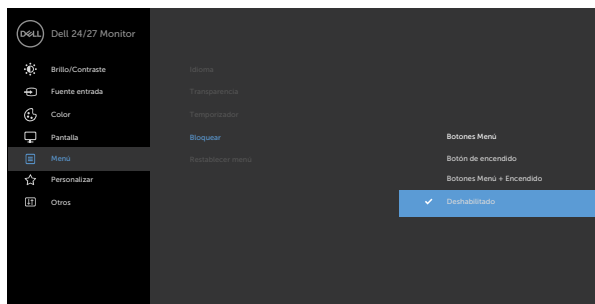 DELL
Dell 24/27 Monitor
Brillo/Contraste
Fuente entrada
Color
Pantalla
Menú
Personalizar
Otros
Idioma
Transparencia
Temporizador
Bloquear
Restablecer menú
Botones Menú
Botón de encendido
Botones Menú + Encendido
Deshabilitado